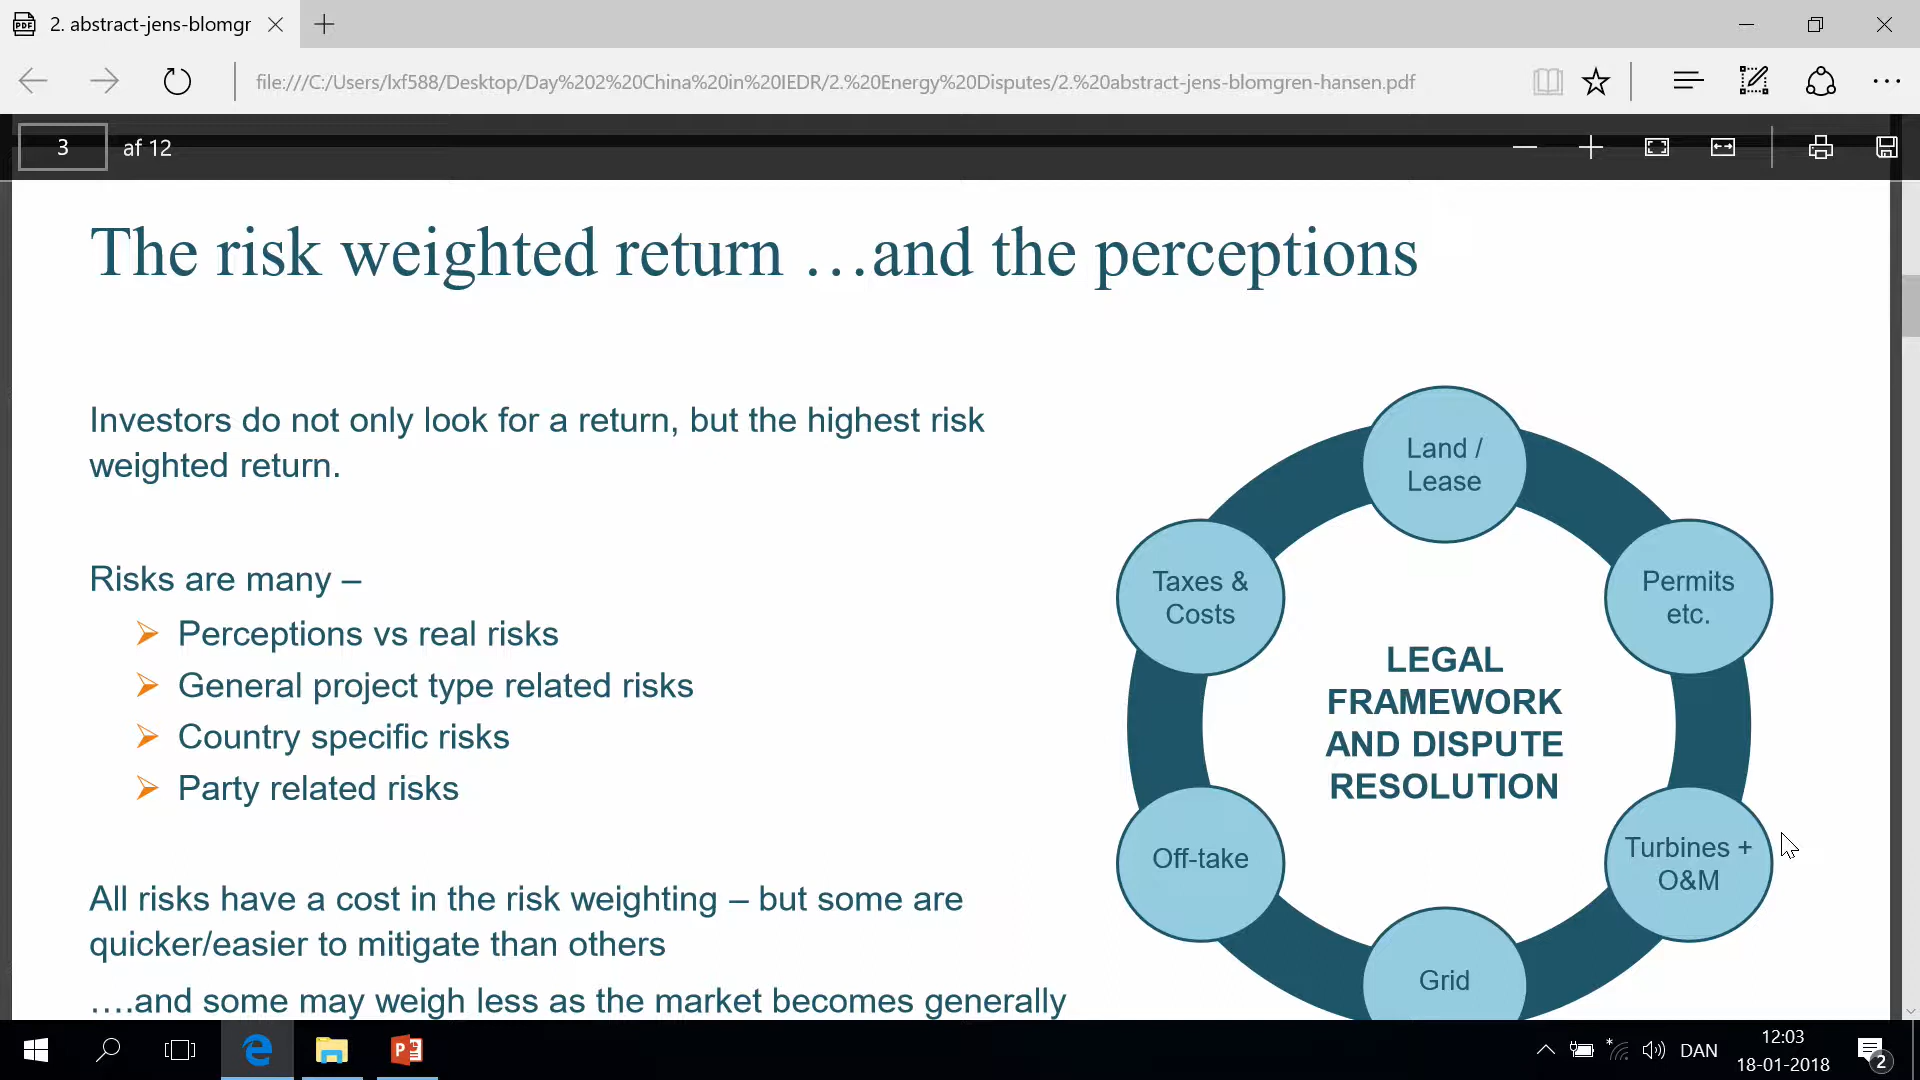 2. abstract-jens-blomgr
file:///C:/Users/lxf588/Desktop/Day%202%20China%20in%20IEDR/2.%20Energy%20Disputes/2.%20abstract-jens-blomgren-hansen.pdf
3 af 12
The risk weighted return …and the perceptions
Investors do not only look for a return, but the highest risk
weighted return.
Risks are many –
Perceptions vs real risks
General project type related risks
Country specific risks
Party related risks
All risks have a cost in the risk weighting – but some are
quicker/easier to mitigate than others
….and some may weigh less as the market becomes generally
Land /
Lease
Taxes &
Costs
Permits
etc.
LEGAL
FRAMEWORK
AND DISPUTE
RESOLUTION
Off-take
Turbines +
O&M
Grid
DAN
12:03
18-01-2018
2